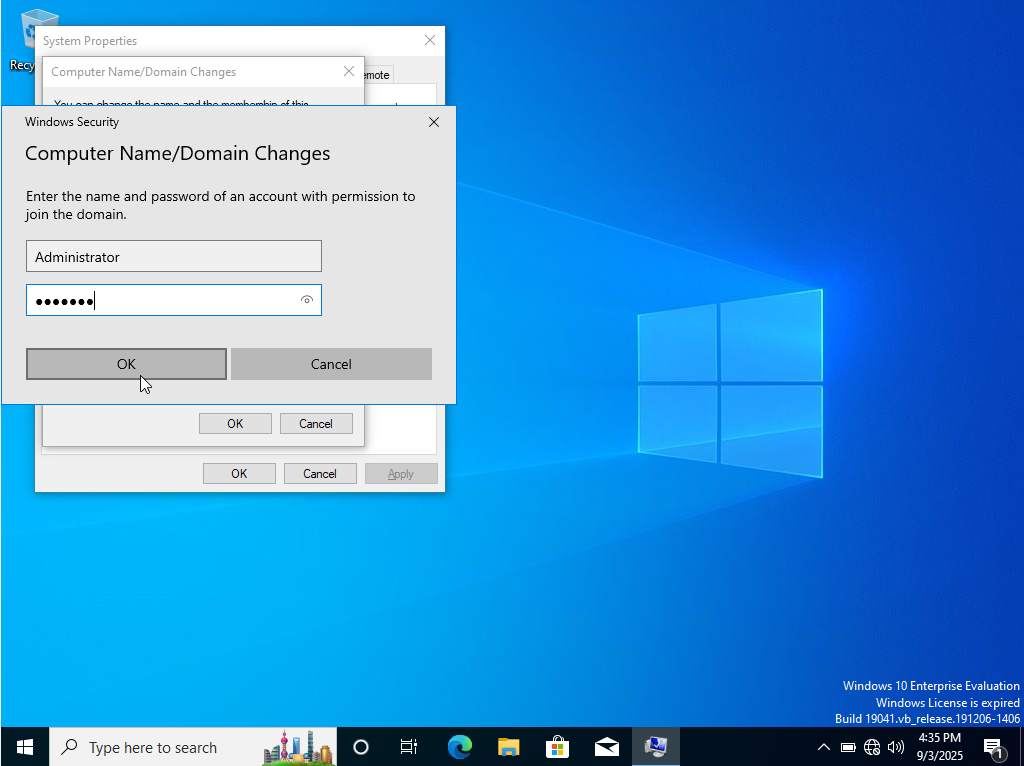 Recy
System Properties
Computer Name/Domain Changes
emote
You can change the name and the membership of this
Windows Security
Computer Name/Domain Changes
Enter the name and password of an account with permission to
join the domain.
Administrator
●●●●●●●
OK
Cancel
OK
Cancel
OK
Cancel
Apply
Windows 10 Enterprise Evaluation
Windows License is expired
Build 19041.vb_release.191206-1406
Type here to search
4:35 PM
9/3/2025
1